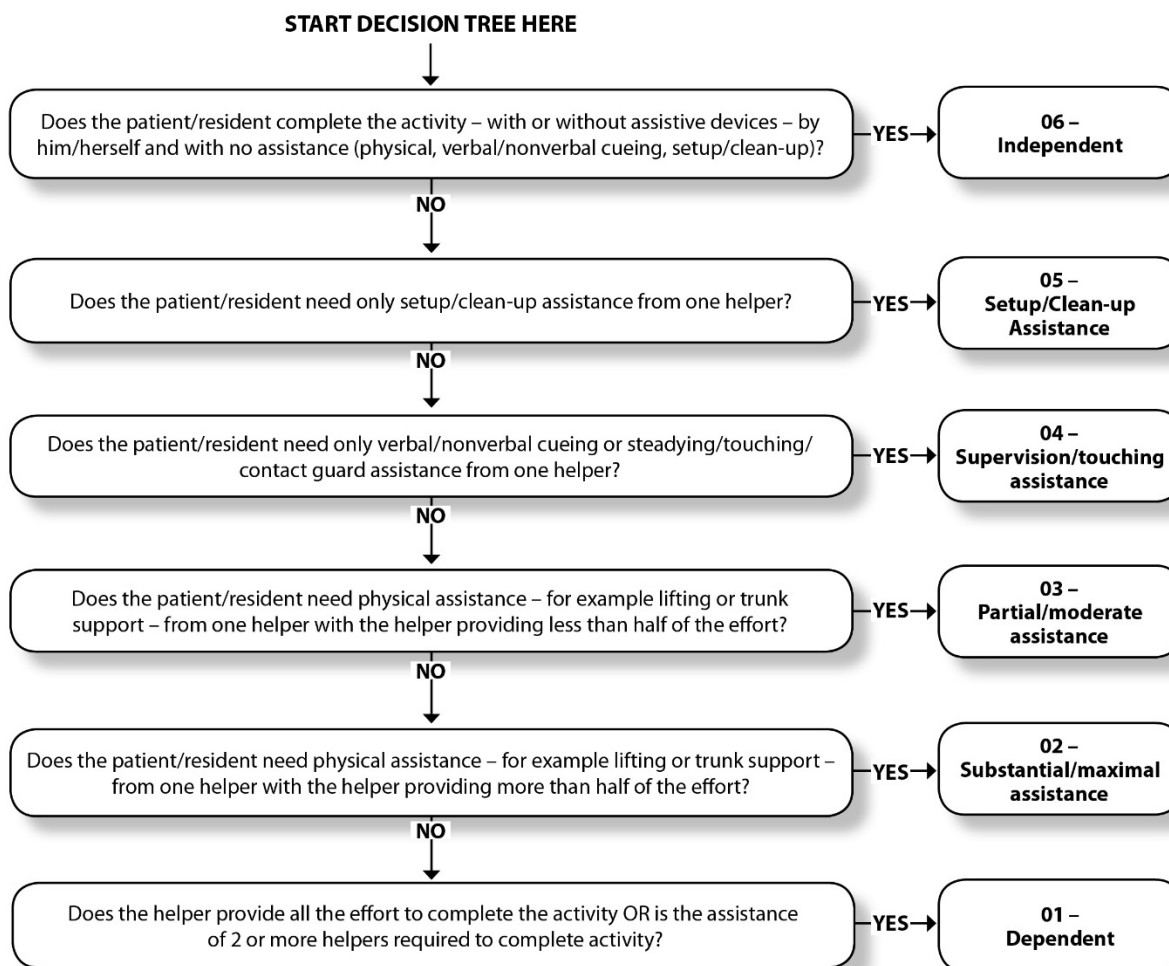 START DECISION TREE HERE
Does the patient/resident complete the activity – with or without assistive devices – by
him/herself and with no assistance (physical, verbal/nonverbal cueing, setup/clean-up)?
YES
06 –
Independent
NO
Does the patient/resident need only setup/clean-up assistance from one helper?
YES
05 –
Setup/Clean-up
Assistance
NO
Does the patient/resident need only verbal/nonverbal cueing or steadying/touching/
contact guard assistance from one helper?
YES
04 –
Supervision/touching
assistance
NO
Does the patient/resident need physical assistance – for example lifting or trunk
support – from one helper with the helper providing less than half of the effort?
YES
03 –
Partial/moderate
assistance
NO
Does the patient/resident need physical assistance – for example lifting or trunk support –
from one helper with the helper providing more than half of the effort?
YES
02 –
Substantial/maximal
assistance
NO
Does the helper provide all the effort to complete the activity OR is the assistance
of 2 or more helpers required to complete activity?
YES
01 –
Dependent